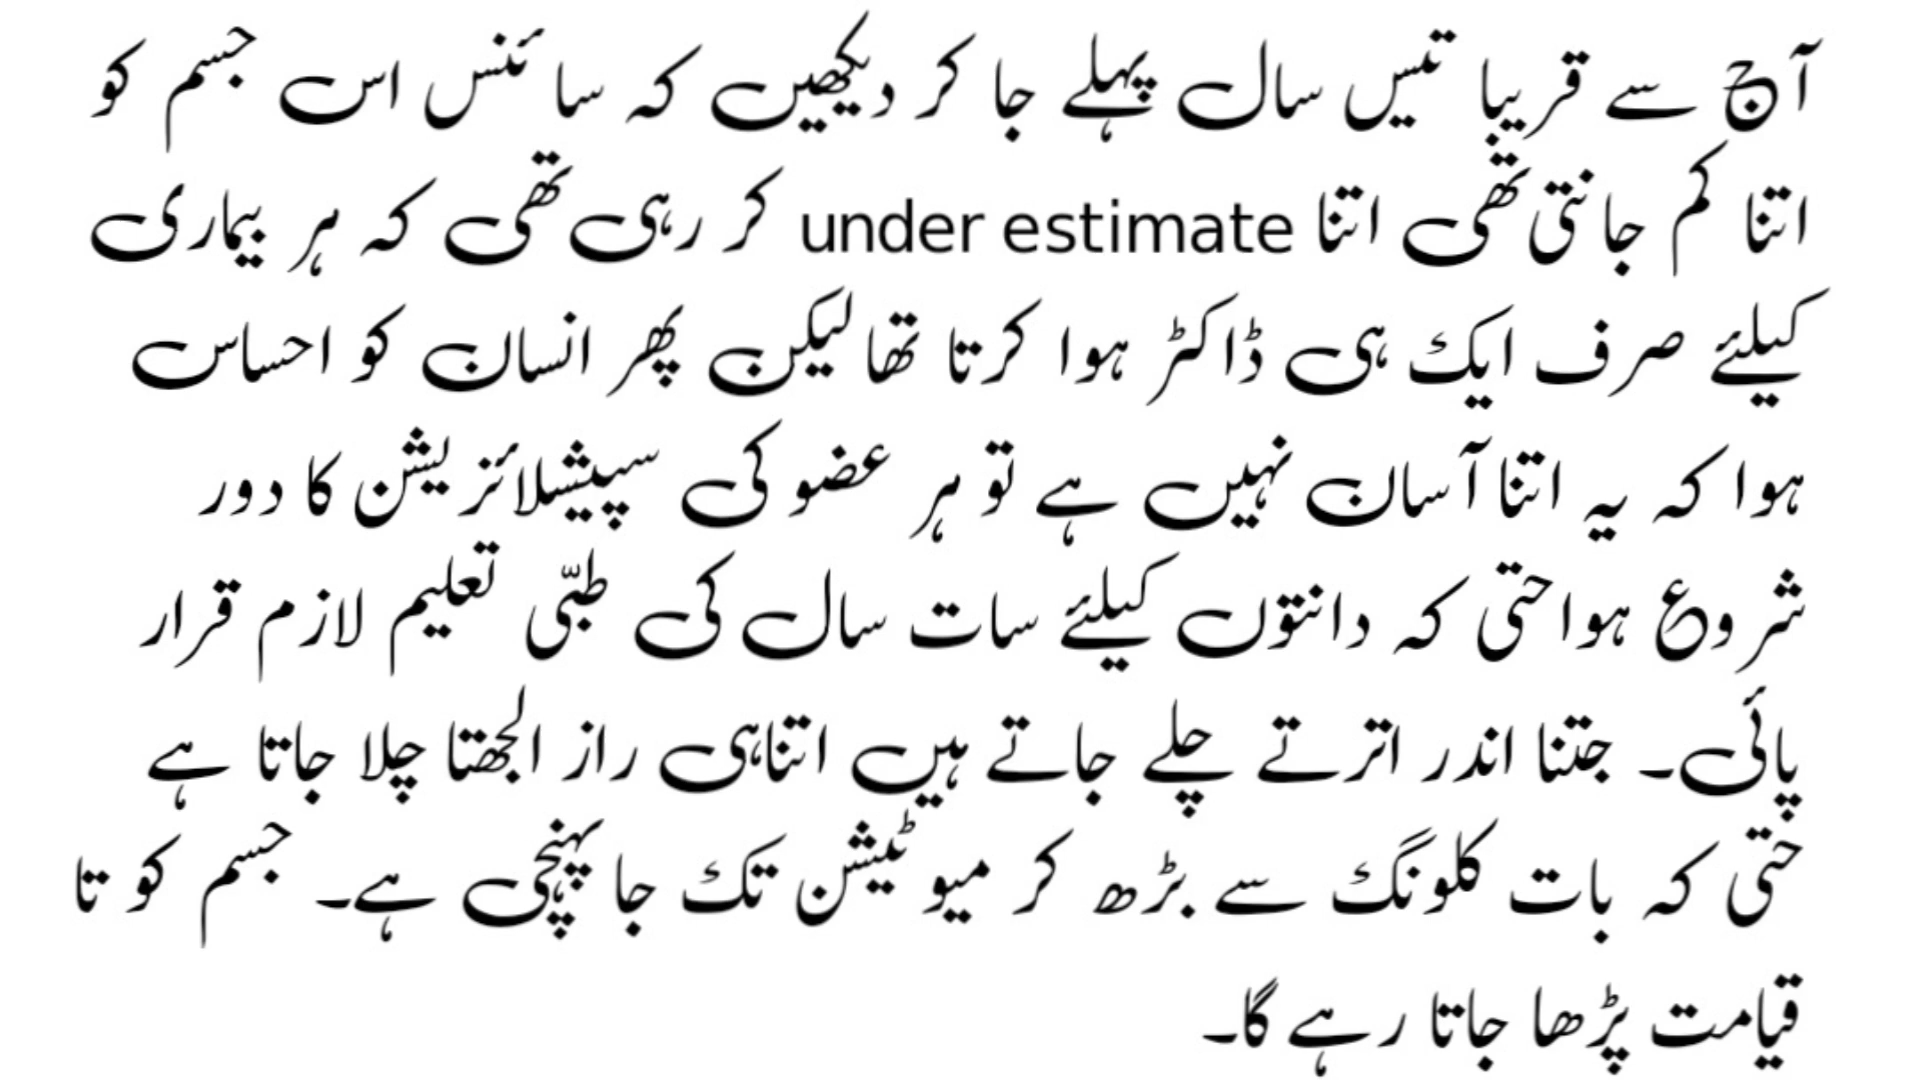 آج سے قریبا تیس سال پہلے جا کر دیکھیں کہ سائنس اس جسم کو
اتنا کم جانتی تھی اتنا under estimate کر رہی تھی کہ ہر بیماری
کیلئے صرف ایک ہی ڈاکٹر ہوا کرتا تھا لیکن پھر انسان کو احساس
ہوا کہ یہ اتنا آسان نہیں ہے تو ہر عضو کی سپیشلائزیشن کا دور
شروع ہوا حتی کہ دانتوں کیلئے سات سال کی طبّی تعلیم لازم قرار
پائی۔ جتنا اندر اترتے چلے جاتے ہیں اتناہی راز الجھتا چلا جاتا ہے
حتی کہ بات کلونگ سے بڑھ کر میوٹیشن تک جا پہنچی ہے۔ جسم کو تا
قیامت پڑھا جاتا رہے گا۔